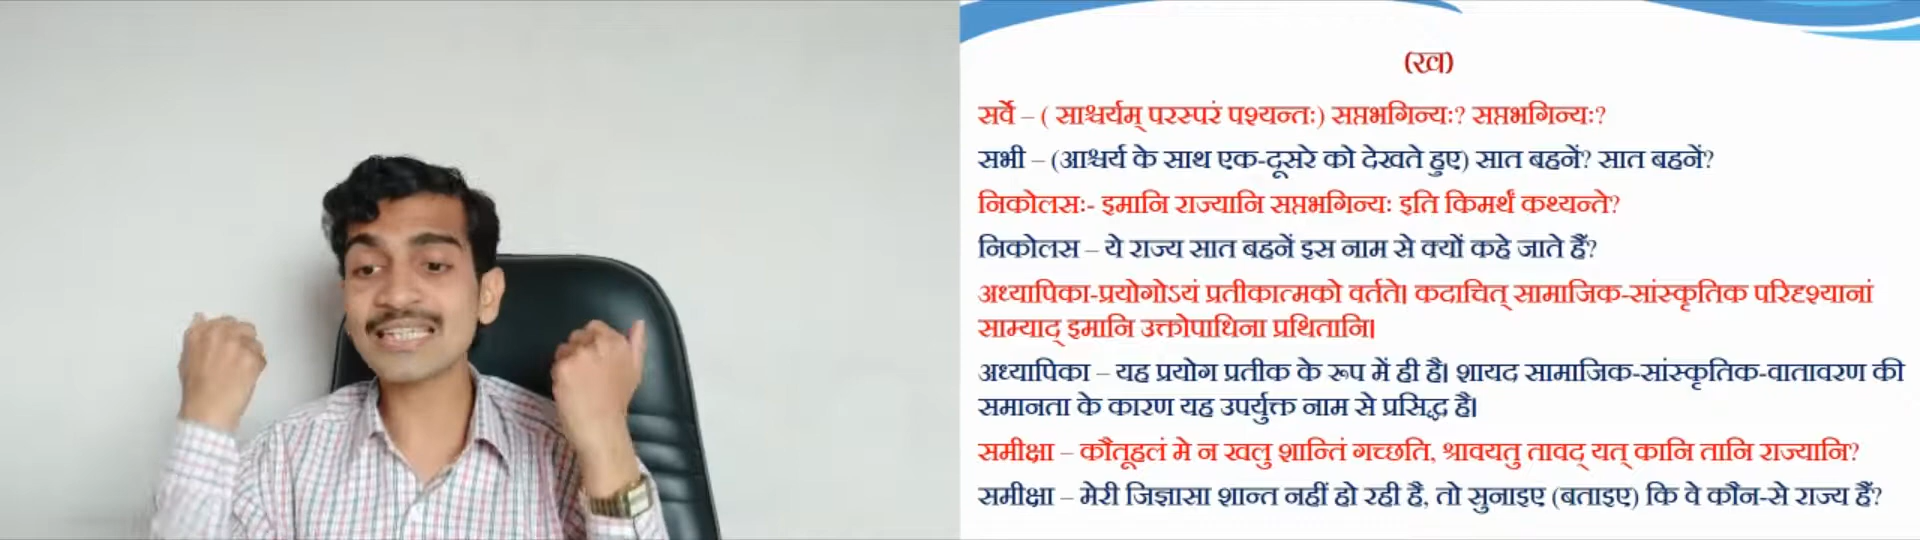 (ख)
सर्वे – ( साश्चर्यम् परस्परं पश्यन्तः) सप्तभगिन्यः? सप्तभगिन्यः?
सभी – (आश्चर्य के साथ एक-दूसरे को देखते हुए) सात बहनें? सात बहनें?
निकोलसः- इमानि राज्यानि सप्तभगिन्यः इति किमर्थं कथ्यन्ते?
निकोलस – ये राज्य सात बहनें इस नाम से क्यों कहे जाते हैं?
अध्यापिका-प्रयोगोऽयं प्रतीकात्मको वर्तते। कदाचित् सामाजिक-सांस्कृतिक परिदृश्यानां
साम्याद् इमानि उक्तोपाधिना प्रथितानि।
अध्यापिका – यह प्रयोग प्रतीक के रूप में ही है। शायद सामाजिक-सांस्कृतिक-वातावरण की
समानता के कारण यह उपर्युक्त नाम से प्रसिद्ध है।
समीक्षा – कौतूहलं मे न खलु शान्तिं गच्छति, श्रावयतु तावद् यत् कानि तानि राज्यानि?
समीक्षा – मेरी जिज्ञासा शान्त नहीं हो रही है, तो सुनाइए (बताइए) कि वे कौन-से राज्य हैं?